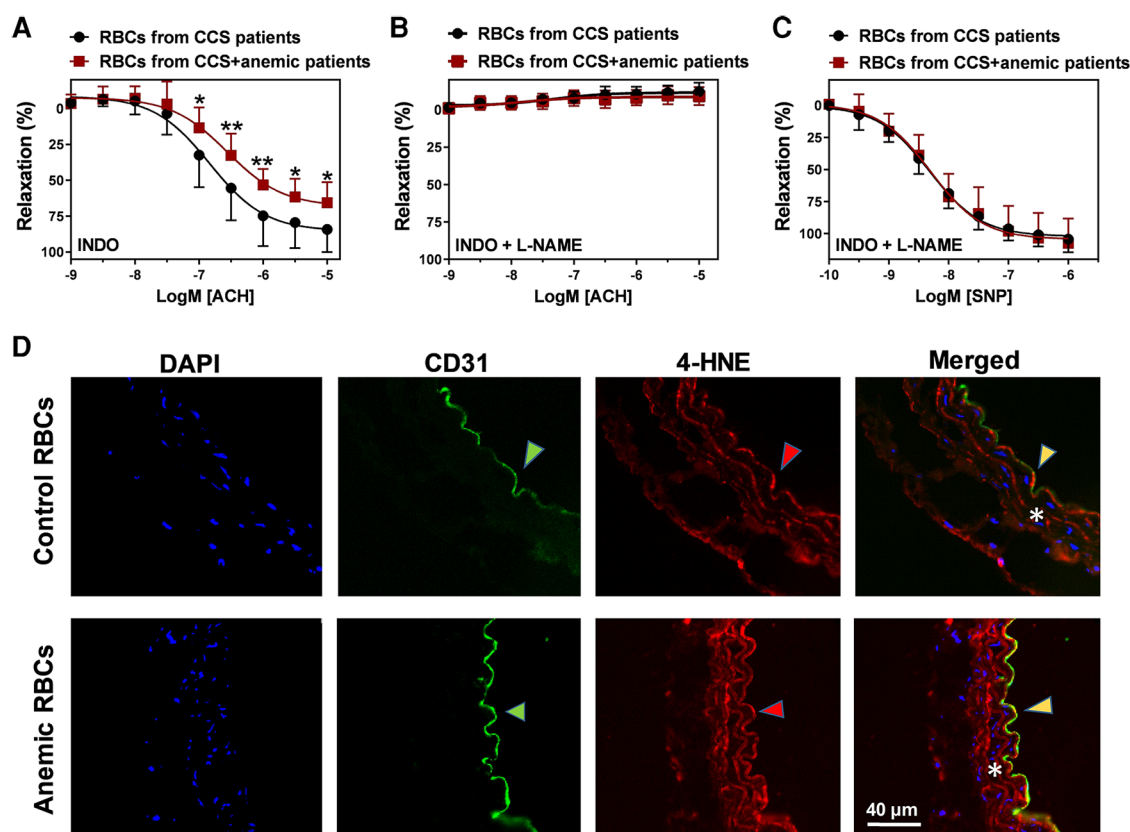 A
RBCs from CCS patients
RBCs from CCS+anemic patients
Relaxation (%)
0
25
50
75
100
*
**
**
*
*
INDO
-9
-8
-7
-6
-5
LogM [ACH]
B
RBCs from CCS patients
RBCs from CCS+anemic patients
Relaxation (%)
0
25
50
75
100
INDO + L-NAME
-9
-8
-7
-6
-5
LogM [ACH]
C
RBCs from CCS patients
RBCs from CCS+anemic patients
Relaxation (%)
0
25
50
75
100
INDO + L-NAME
-10
-9
-8
-7
-6
LogM [SNP]
D
DAPI
CD31
4-HNE
Merged
Control RBCs
*
Anemic RBCs
*
40 µm